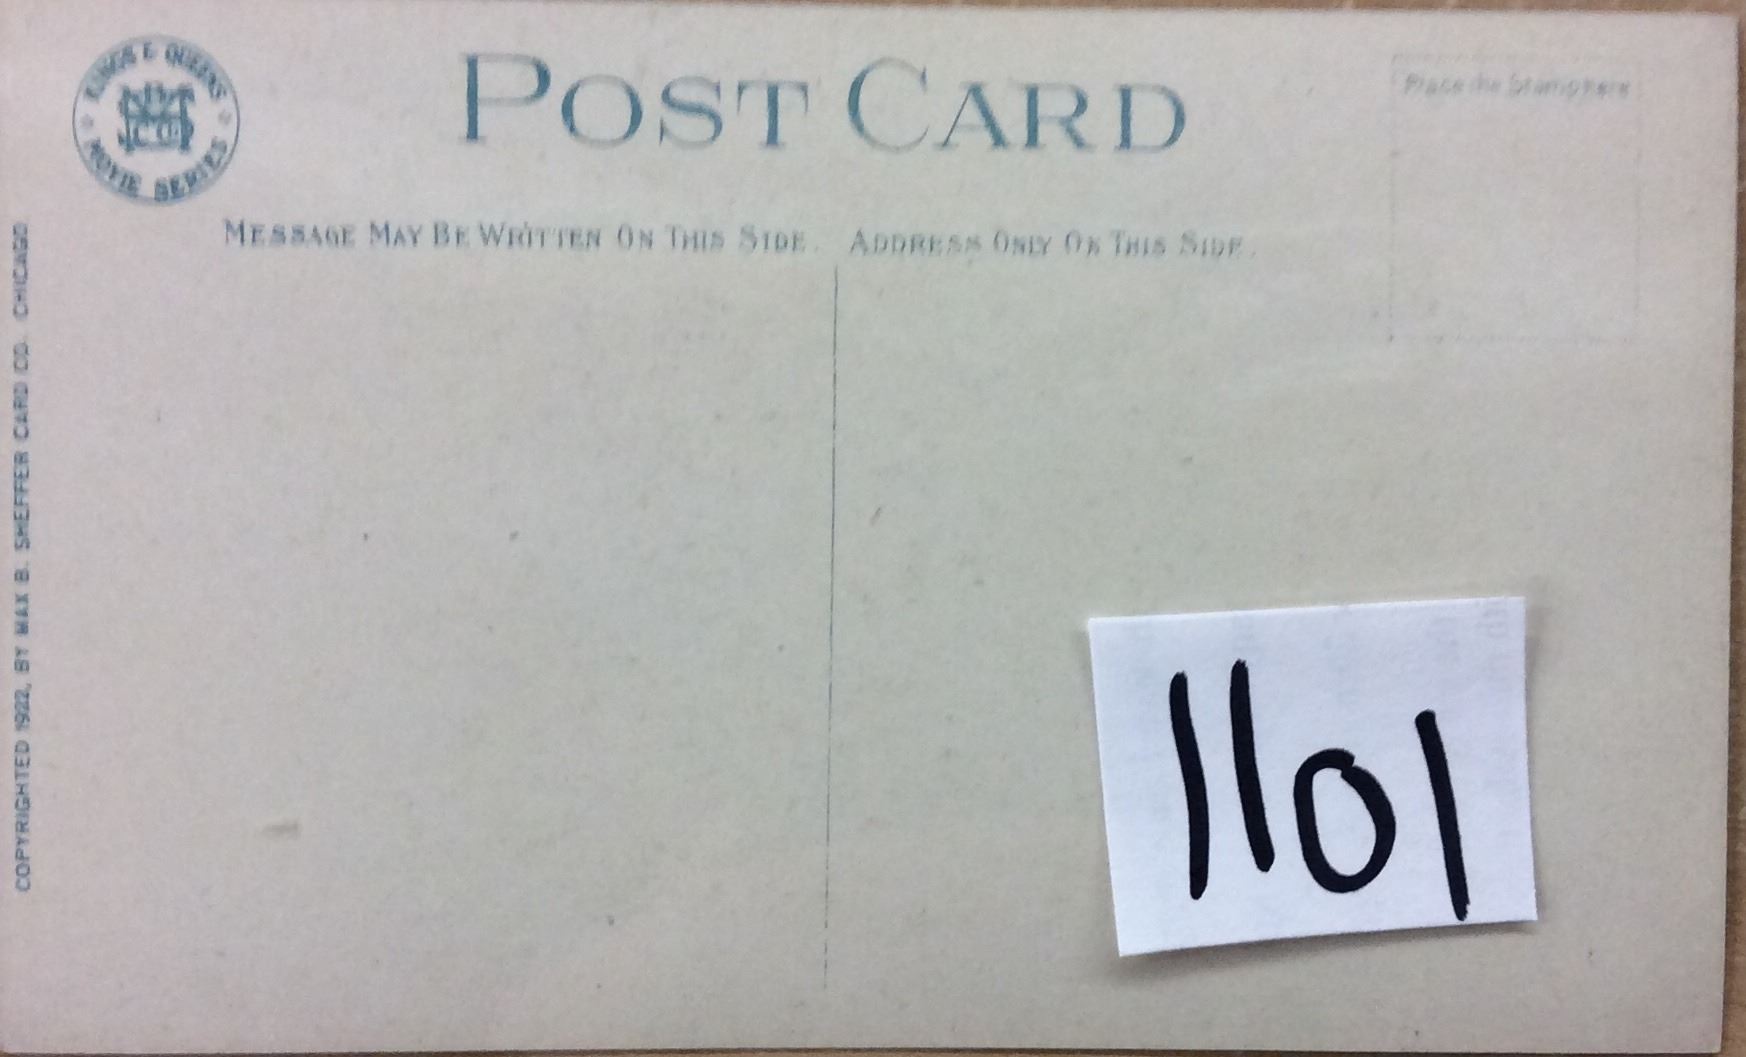 KINGS & QUEENS
MOVIE SERIES
POST CARD
Place the Stamp Here
MESSAGE MAY BE WRITTEN ON THIS SIDE.
ADDRESS ONLY ON THIS SIDE.
COPYRIGHTED 1922, BY MAX B. SHEFFER CARD CO. CHICAGO
1101